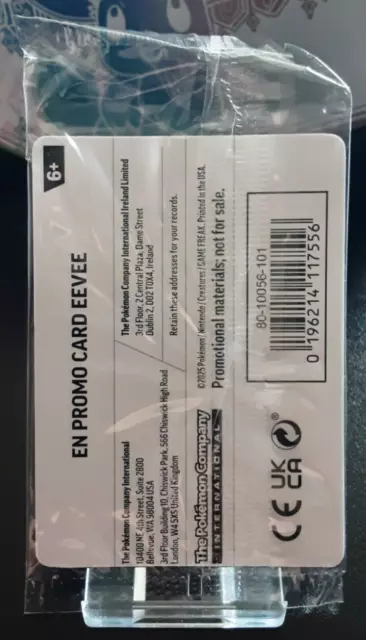 6+
EN PROMO CARD EEVEE
The Pokémon Company International
10400 NE 4th Street, Suite 2800
Bellevue, WA 98004 USA
3rd Floor Building 10, Chiswick Park, 566 Chiswick High Road
London, W4 5XS United Kingdom
The Pokémon Company International Ireland Limited
3rd Floor, 2 Central Plaza, Dame Street
Dublin 2, D02 T0X4, Ireland
Retain these addresses for your records.
The Pokémon Company
INTERNATIONAL
©2025 Pokémon / Nintendo / Creatures / GAME FREAK. Printed in the USA.
Promotional materials; not for sale.
CE
UK
CA
®
80-10056-101
0 196214 117556